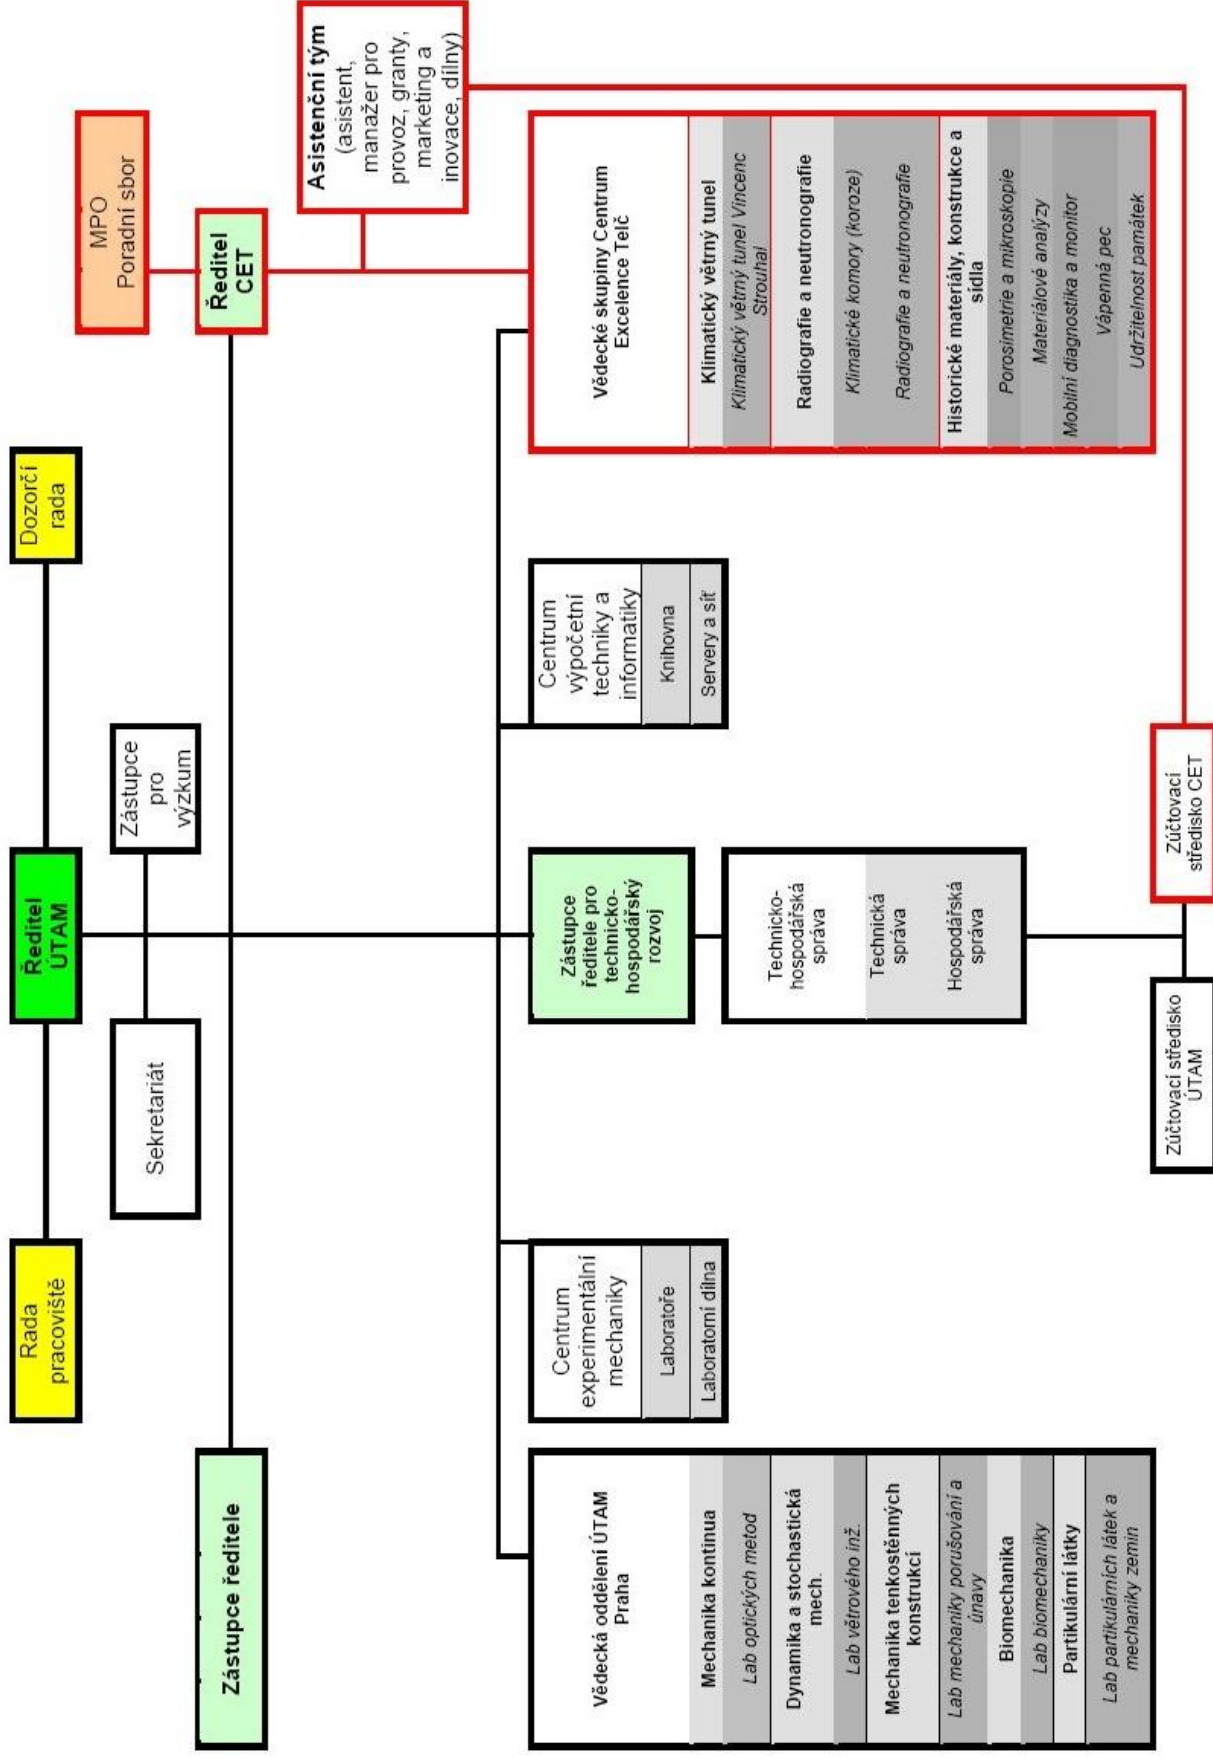 Rada
pracoviště
Ředitel
ÚTAM
Dozorčí
rada
MPO
Poradní sbor
Sekretariát
Zástupce
pro
výzkum
Zástupce ředitele
Ředitel
CET
Asistenční tým
(asistent,
manažer pro
provoz, granty,
marketing a
inovace, dílny)
Vědecká oddělení ÚTAM
Praha
Mechanika kontinua
Lab optických metod
Dynamika a stochastická
mech.
Lab větrového inž.
Mechanika tenkostěnných
konstrukcí
Lab mechaniky porušování a
únavy
Biomechanika
Lab biomechaniky
Partikulární látky
Lab partikulárních látek a
mechaniky zemin
Centrum
experimentální
mechaniky
Laboratoře
Laboratorní dílna
Zástupce
ředitele pro
technicko-
hospodářský
rozvoj
Technicko-
hospodářská
správa
Technická
správa
Hospodářská
správa
Centrum
výpočetní
techniky a
informatiky
Knihovna
Servery a síť
Vědecké skupiny Centrum
Excelence Telč
Klimatický větrný tunel
Klimatický větrný tunel Vincenc
Strouhal
Radiografie a neutronografie
Klimatické komory (koroze)
Radiografie a neutronografie
Historické materiály, konstrukce a
sídla
Porosimetrie a mikroskopie
Materiálové analýzy
Mobilní diagnostika a monitor
Vápenná pec
Udržitelnost památek
Zúčtovací středisko
ÚTAM
Zúčtovací
středisko CET